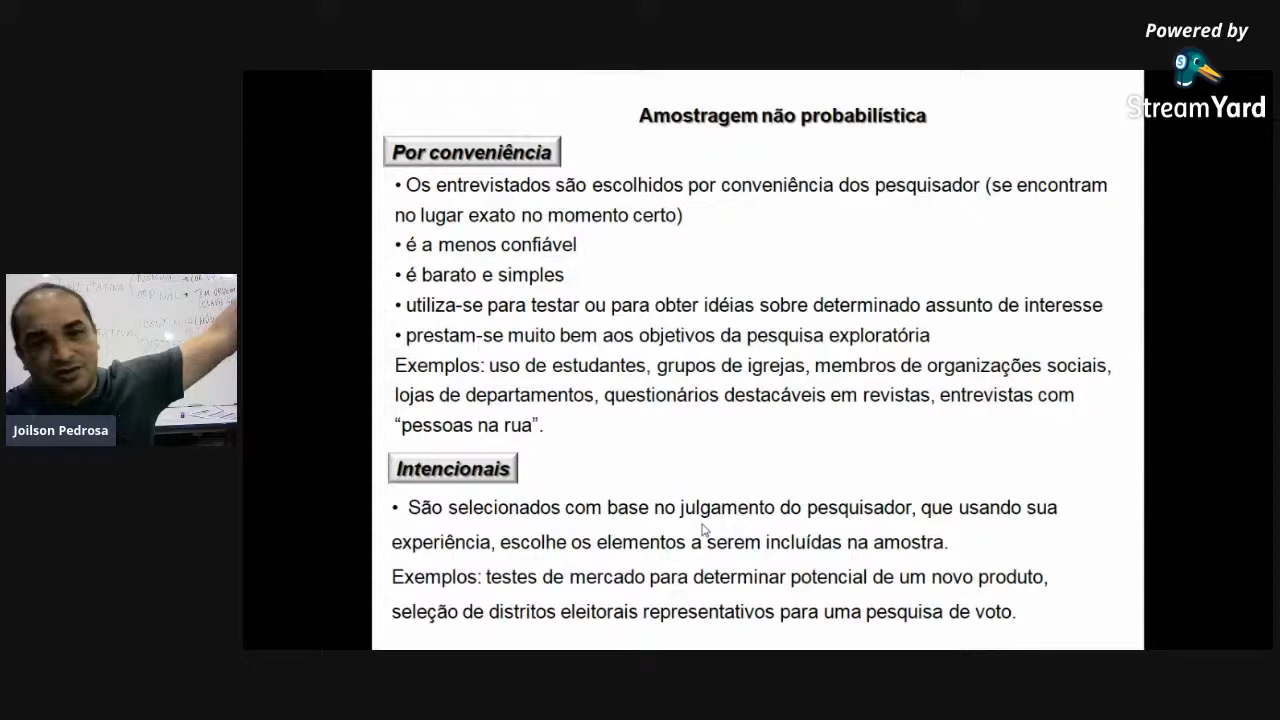 Powered by
StreamYard
Amostragem não probabilística
Por conveniência
• Os entrevistados são escolhidos por conveniência dos pesquisador (se encontram
no lugar exato no momento certo)
• é a menos confiável
• é barato e simples
• utiliza-se para testar ou para obter idéias sobre determinado assunto de interesse
• prestam-se muito bem aos objetivos da pesquisa exploratória
Exemplos: uso de estudantes, grupos de igrejas, membros de organizações sociais,
lojas de departamentos, questionários destacáveis em revistas, entrevistas com
“pessoas na rua”.
Intencionais
• São selecionados com base no julgamento do pesquisador, que usando sua
experiência, escolhe os elementos a serem incluídas na amostra.
Exemplos: testes de mercado para determinar potencial de um novo produto,
seleção de distritos eleitorais representativos para uma pesquisa de voto.
ORDINAL
Joilson Pedrosa